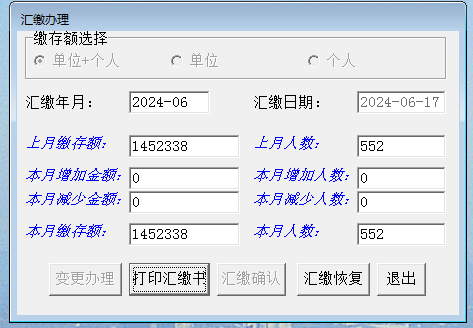 汇缴办理
缴存额选择
单位+个人 单位 个人
汇缴年月： 2024-06 汇缴日期： 2024-06-17
上月缴存额： 1452338 上月人数： 552
本月增加金额： 0 本月增加人数： 0
本月减少金额： 0 本月减少人数： 0
本月缴存额： 1452338 本月人数： 552
变更办理 打印汇缴书 汇缴确认 汇缴恢复 退出